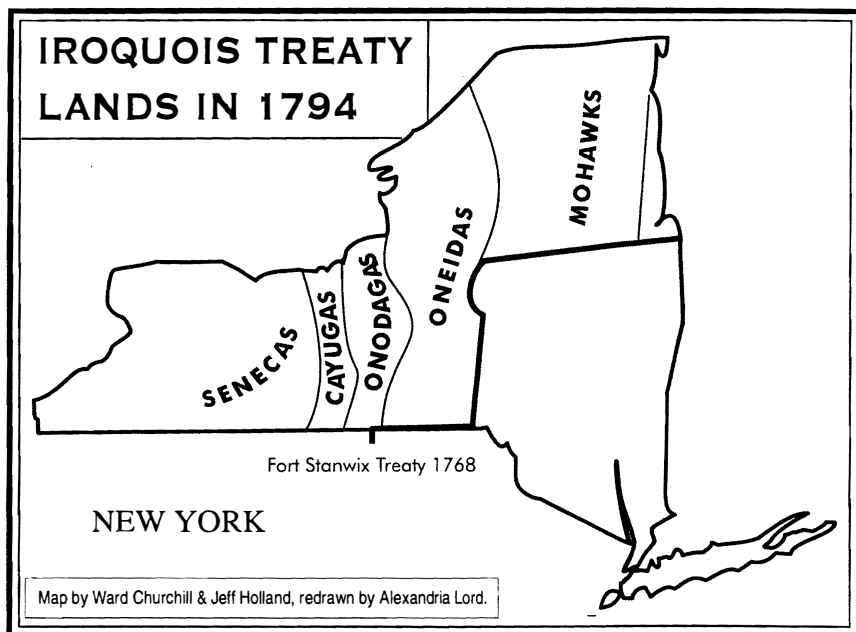 IROQUOIS TREATY
LANDS IN 1794
MOHAWKS
ONEIDAS
ONODAGAS
CAYUGAS
SENECAS
Fort Stanwix Treaty 1768
NEW YORK
Map by Ward Churchill & Jeff Holland, redrawn by Alexandria Lord.